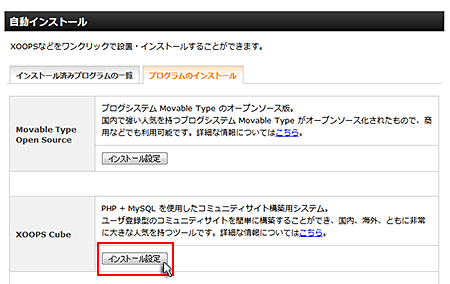 自動インストール
XOOPSなどをワンクリックで設置・インストールすることができます。
インストール済みプログラムの一覧 プログラムのインストール
Movable Type
Open Source
ブログシステム Movable Type のオープンソース版。
国内で強い人気を持つブログシステム Movable Type がオープンソース化されたもので、商
用などでも利用可能です。詳細な情報についてはこちら。
インストール設定
XOOPS Cube
PHP + MySQL を使用したコミュニティサイト構築用システム。
ユーザ登録型のコミュニティサイトを簡単に構築することができ、国内、海外、ともに非常
に大きな人気を持つツールです。詳細な情報についてはこちら。
インストール設定